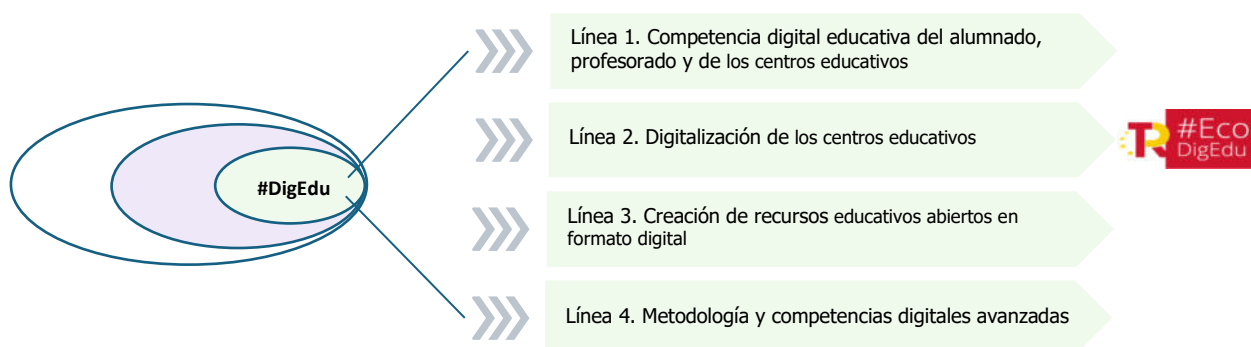 Línea 1. Competencia digital educativa del alumnado,
profesorado y de los centros educativos
Línea 2. Digitalización de los centros educativos
#Eco
DigEdu
TR
#DigEdu
Línea 3. Creación de recursos educativos abiertos en
formato digital
Línea 4. Metodología y competencias digitales avanzadas